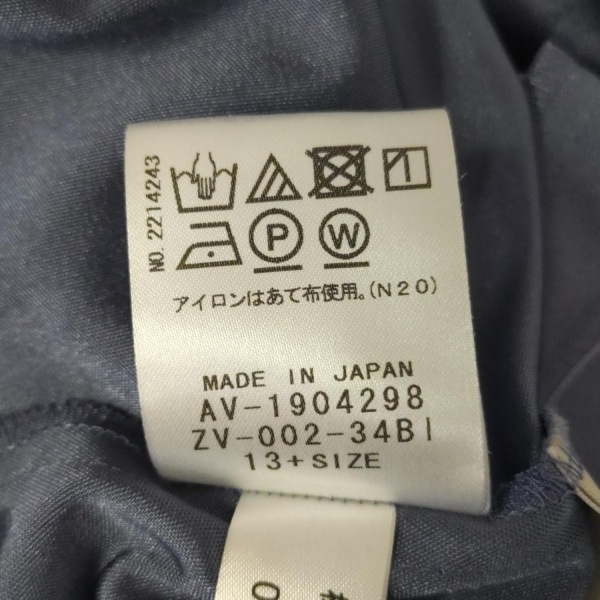 NO. 2214243
P W
アイロンはあて布使用。(N20)
MADE IN JAPAN
AV-1904298
ZV-002-34BI
13+SIZE